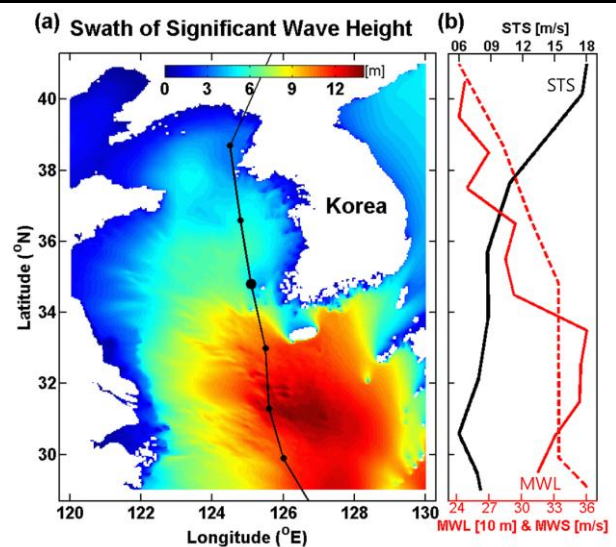 (a) Swath of Significant Wave Height
[m]
0 3 6 9 12
Korea
40
38
36
34
32
30
Latitude (°N)
120 122 124 126 128 130
Longitude (°E)
(b) STS [m/s]
06 09 12 15 18
STS
MWL
24 27 30 33 36
MWL [10 m] & MWS [m/s]